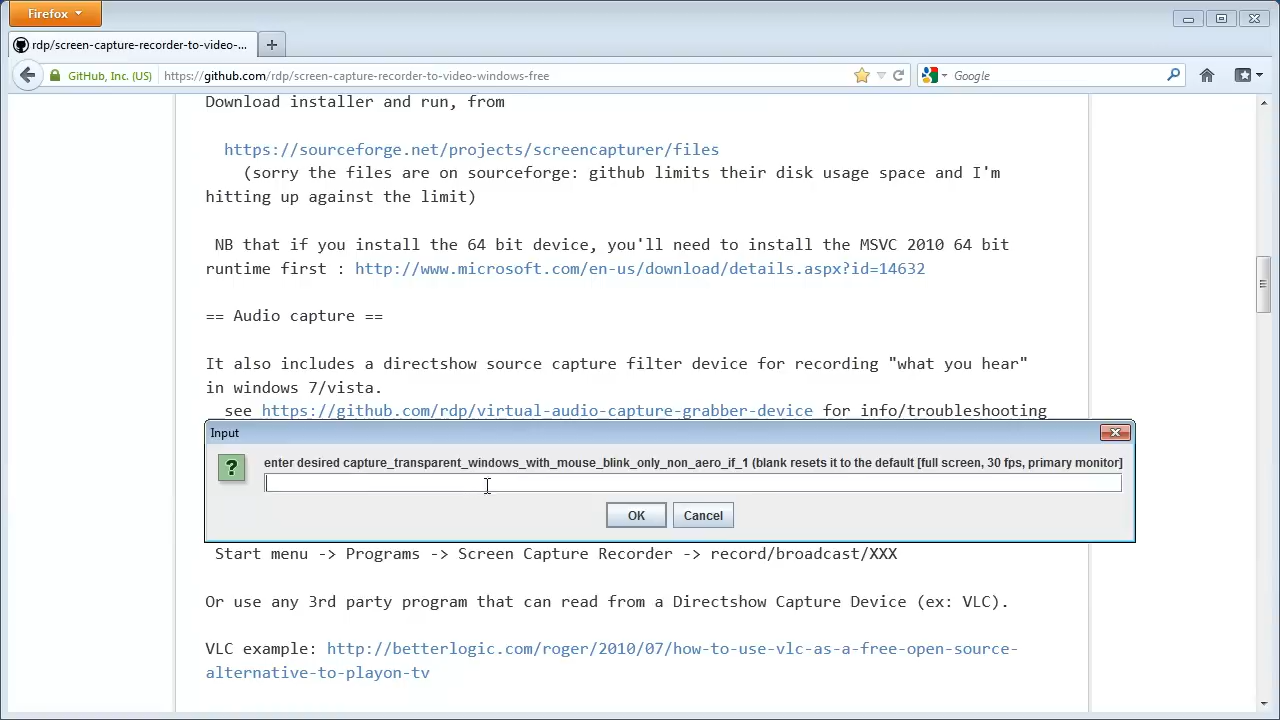 Firefox
rdp/screen-capture-recorder-to-video-...
GitHub, Inc. (US) https://github.com/rdp/screen-capture-recorder-to-video-windows-free
Google
Download installer and run, from
https://sourceforge.net/projects/screencapturer/files
(sorry the files are on sourceforge: github limits their disk usage space and I'm
hitting up against the limit)
NB that if you install the 64 bit device, you'll need to install the MSVC 2010 64 bit
runtime first : http://www.microsoft.com/en-us/download/details.aspx?id=14632
== Audio capture ==
It also includes a directshow source capture filter device for recording "what you hear"
in windows 7/vista.
see https://github.com/rdp/virtual-audio-capture-grabber-device for info/troubleshooting
Input
?
enter desired capture_transparent_windows_with_mouse_blink_only_non_aero_if_1 (blank resets it to the default [full screen, 30 fps, primary monitor]
OK Cancel
Start menu -> Programs -> Screen Capture Recorder -> record/broadcast/XXX
Or use any 3rd party program that can read from a Directshow Capture Device (ex: VLC).
VLC example: http://betterlogic.com/roger/2010/07/how-to-use-vlc-as-a-free-open-source-
alternative-to-playon-tv